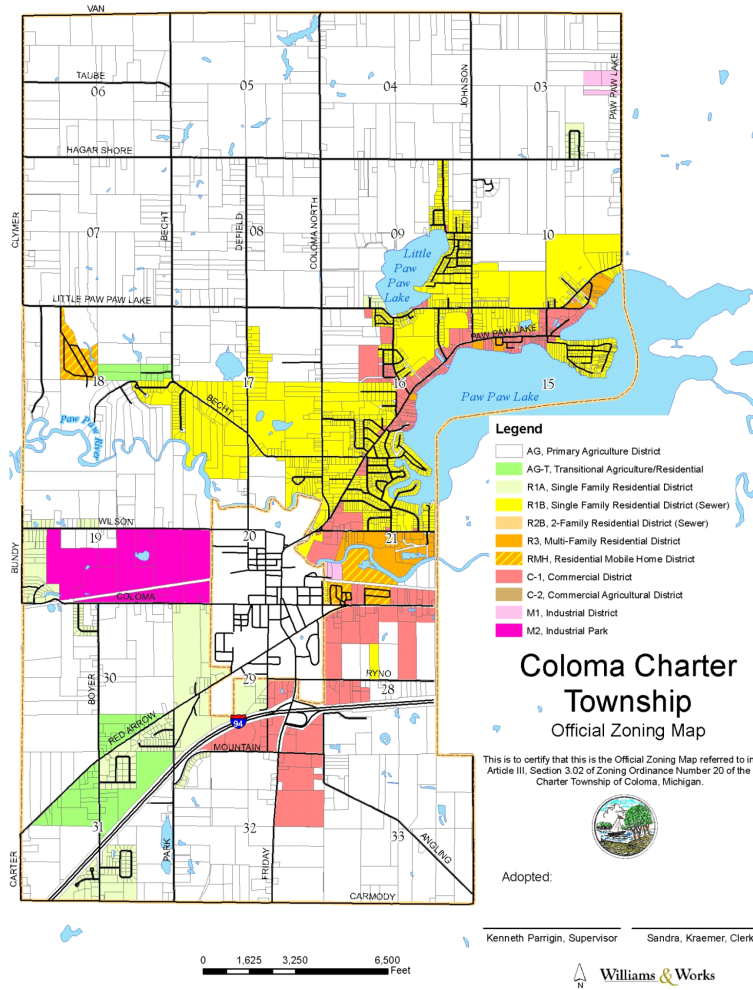 VAN
TAUBE
06
05
04
03
JOHNSON
PAW PAW LAKE
HAGAR SHORE
CLYMER
07
BECHT
DEFIELD
08
COLOMA NORTH
09
10
Little
Paw
Paw
Lake
LITTLE PAW PAW LAKE
PAW PAW LAKE
18
17
16
15
BECHT
Paw Paw Lake
Paw Paw
River
WILSON
19
20
21
BUNDY
COLOMA
30
29
28
BOYER
RYNO
RED ARROW
94
MOUNTAIN
31
32
33
CARTER
PARK
FRIDAY
ANGLING
CARMODY
Legend
AG, Primary Agriculture District
AG-T, Transitional Agriculture/Residential
R1A, Single Family Residential District
R1B, Single Family Residential District (Sewer)
R2B, 2-Family Residential District (Sewer)
R3, Multi-Family Residential District
RMH, Residential Mobile Home District
C-1, Commercial District
C-2, Commercial Agricultural District
M1, Industrial District
M2, Industrial Park
Coloma Charter
Township
Official Zoning Map
This is to certify that this is the Official Zoning Map referred to in
Article III, Section 3.02 of Zoning Ordinance Number 20 of the
Charter Township of Coloma, Michigan.
Adopted:
Kenneth Parrigin, Supervisor
Sandra, Kraemer, Clerk
0 1,625 3,250 6,500
Feet
N
Williams & Works